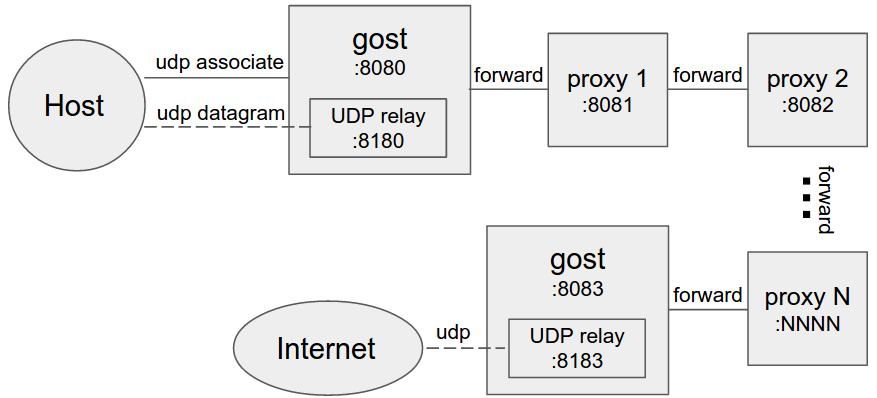 Host
udp associate
udp datagram
gost
:8080
UDP relay
:8180
forward
proxy 1
:8081
forward
proxy 2
:8082
forward
proxy N
:NNNN
forward
gost
:8083
UDP relay
:8183
udp
Internet